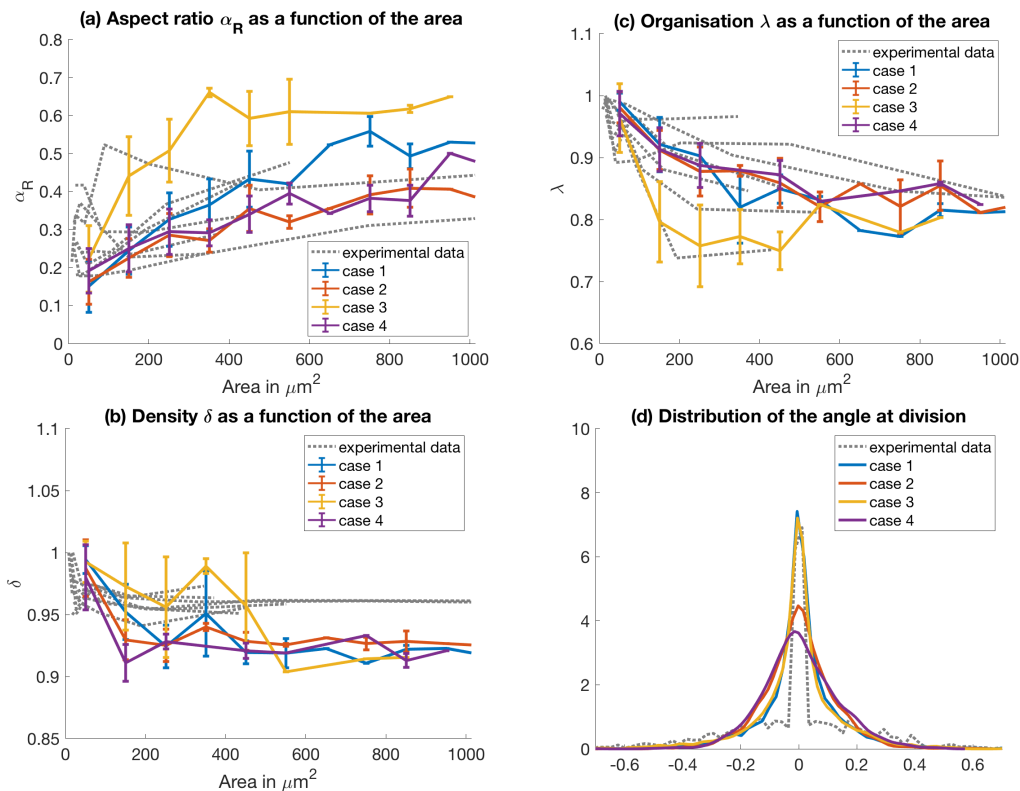 (a) Aspect ratio α_R as a function of the area
0.8
0.7
0.6
0.5
0.4
0.3
0.2
0.1
0
α_R
0
200
400
600
800
1000
Area in μm²
experimental data
case 1
case 2
case 3
case 4
(c) Organisation λ as a function of the area
1.1
1
0.9
0.8
0.7
0.6
λ
0
200
400
600
800
1000
Area in μm²
experimental data
case 1
case 2
case 3
case 4
(b) Density δ as a function of the area
1.1
1.05
1
0.95
0.9
0.85
δ
0
200
400
600
800
1000
Area in μm²
experimental data
case 1
case 2
case 3
case 4
(d) Distribution of the angle at division
10
8
6
4
2
0
-0.6
-0.4
-0.2
0
0.2
0.4
0.6
experimental data
case 1
case 2
case 3
case 4